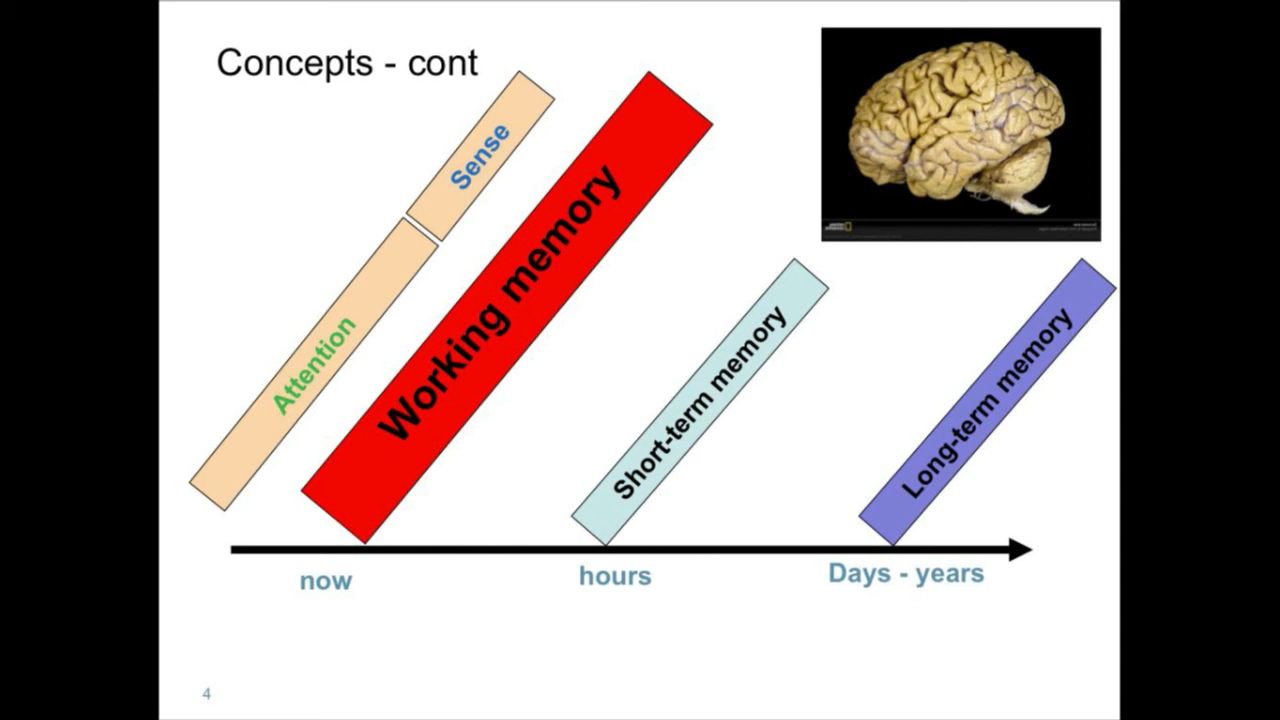 Concepts - cont
Sense
Attention
Working memory
Short-term memory
Long-term memory
now
hours
Days - years
4